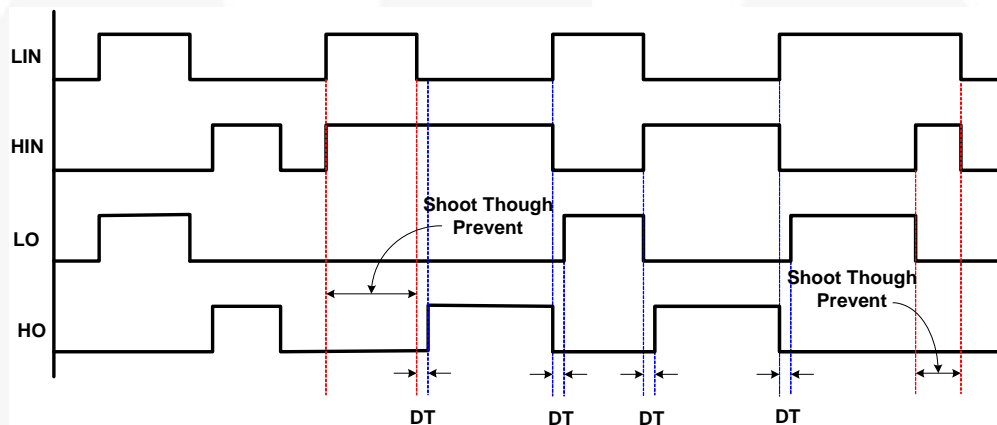 LIN
HIN
Shoot Though
Prevent
LO
Shoot Though
Prevent
HO
DT
DT
DT
DT